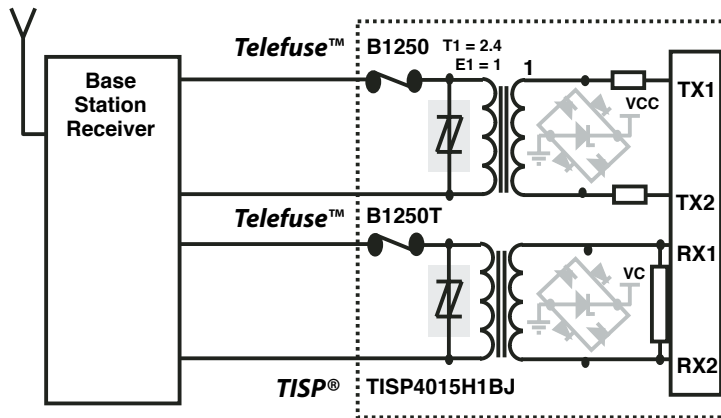 Telefuse™ B1250 T1 = 2.4
E1 = 1
1
Base
Station
Receiver
TX1
VCC
TX2
Telefuse™ B1250T
RX1
VC
RX2
TISP® TISP4015H1BJ